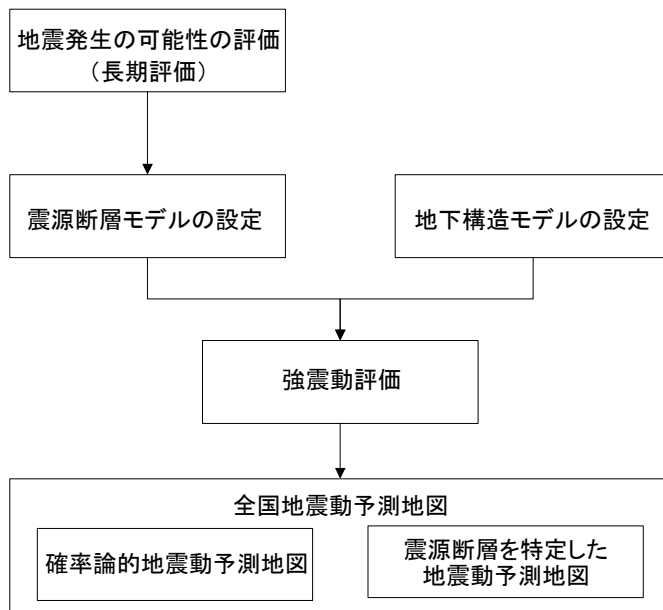 地震発生の可能性の評価
（長期評価）
震源断層モデルの設定
地下構造モデルの設定
強震動評価
全国地震動予測地図
確率論的地震動予測地図
震源断層を特定した
地震動予測地図